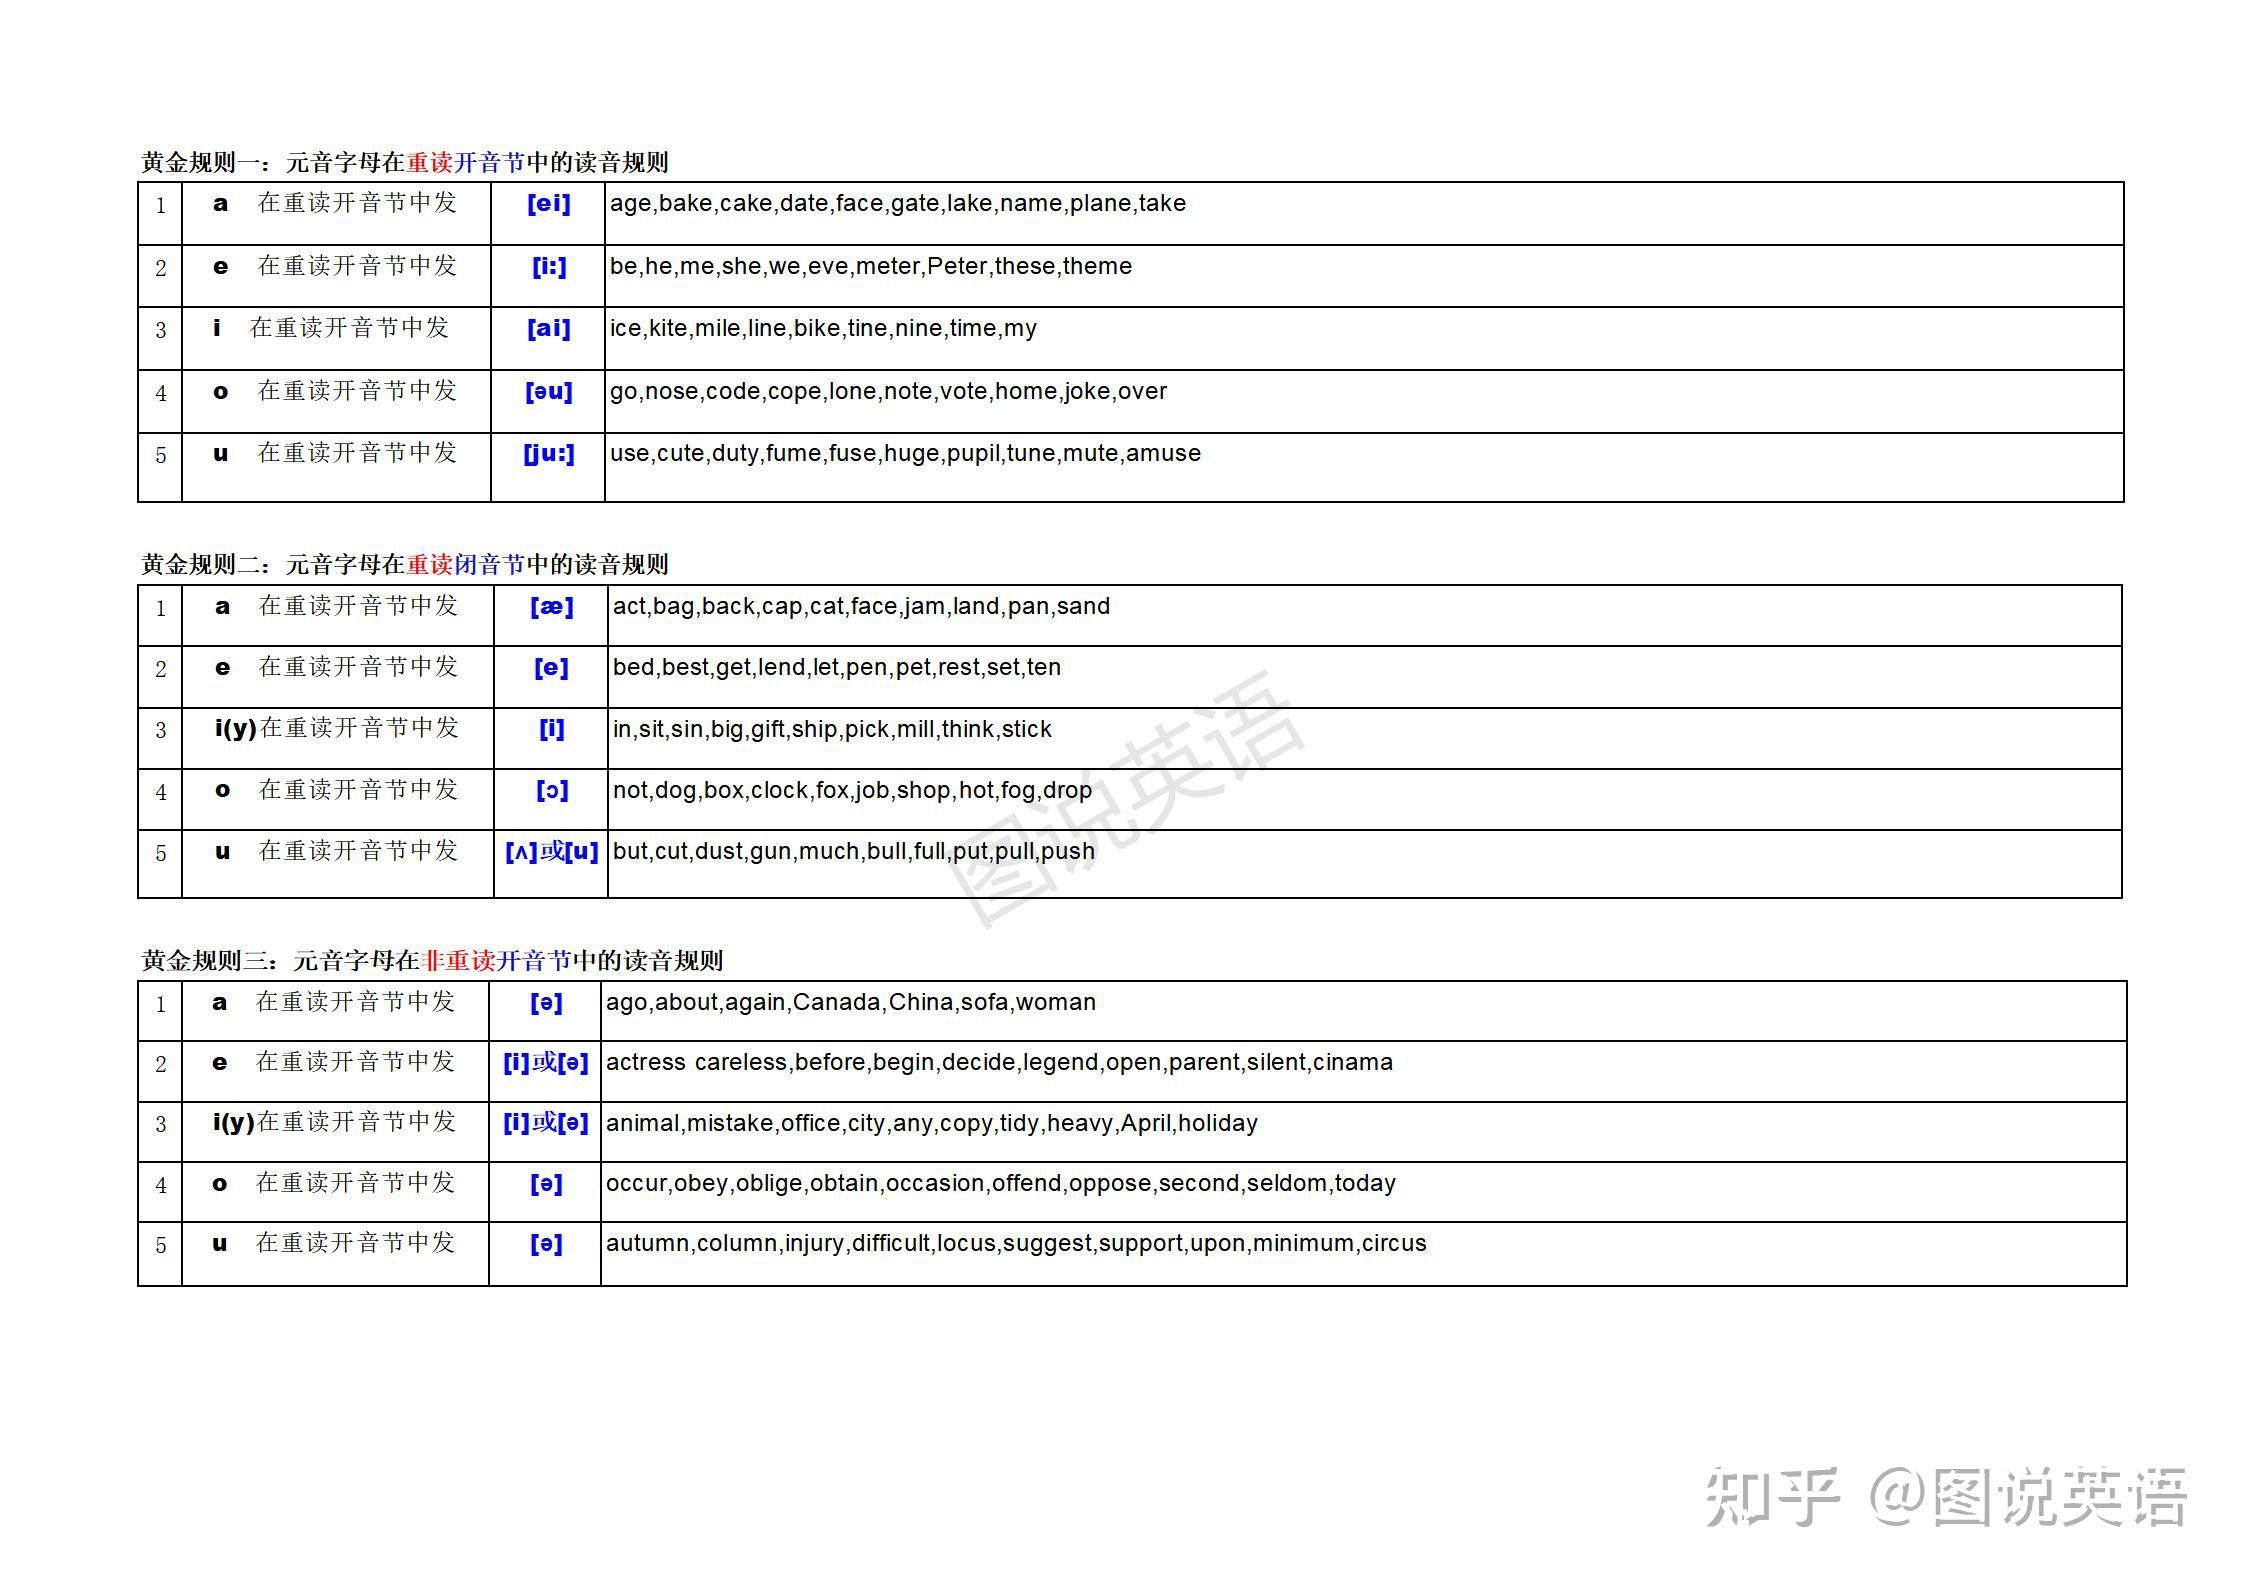 黄金规则一：元音字母在重读开音节中的读音规则
1 a 在重读开音节中发 [ei] age,bake,cake,date,face,gate,lake,name,plane,take
2 e 在重读开音节中发 [i:] be,he,me,she,we,eve,meter,Peter,these,theme
3 i 在重读开音节中发 [ai] ice,kite,mile,line,bike,tine,nine,time,my
4 o 在重读开音节中发 [əu] go,nose,code,cope,lone,note,vote,home,joke,over
5 u 在重读开音节中发 [ju:] use,cute,duty,fume,fuse,huge,pupil,tune,mute,amuse
黄金规则二：元音字母在重读闭音节中的读音规则
1 a 在重读开音节中发 [æ] act,bag,back,cap,cat,face,jam,land,pan,sand
2 e 在重读开音节中发 [e] bed,best,get,lend,let,pen,pet,rest,set,ten
3 i(y)在重读开音节中发 [i] in,sit,sin,big,gift,ship,pick,mill,think,stick
4 o 在重读开音节中发 [ɔ] not,dog,box,clock,fox,job,shop,hot,fog,drop
5 u 在重读开音节中发 [ʌ]或[u] but,cut,dust,gun,much,bull,full,put,pull,push
图说英语
黄金规则三：元音字母在非重读开音节中的读音规则
1 a 在重读开音节中发 [ə] ago,about,again,Canada,China,sofa,woman
2 e 在重读开音节中发 [i]或[ə] actress careless,before,begin,decide,legend,open,parent,silent,cinama
3 i(y)在重读开音节中发 [i]或[ə] animal,mistake,office,city,any,copy,tidy,heavy,April,holiday
4 o 在重读开音节中发 [ə] occur,obey,oblige,obtain,occasion,offend,oppose,second,seldom,today
5 u 在重读开音节中发 [ə] autumn,column,injury,difficult,locus,suggest,support,upon,minimum,circus
知乎 @图说英语